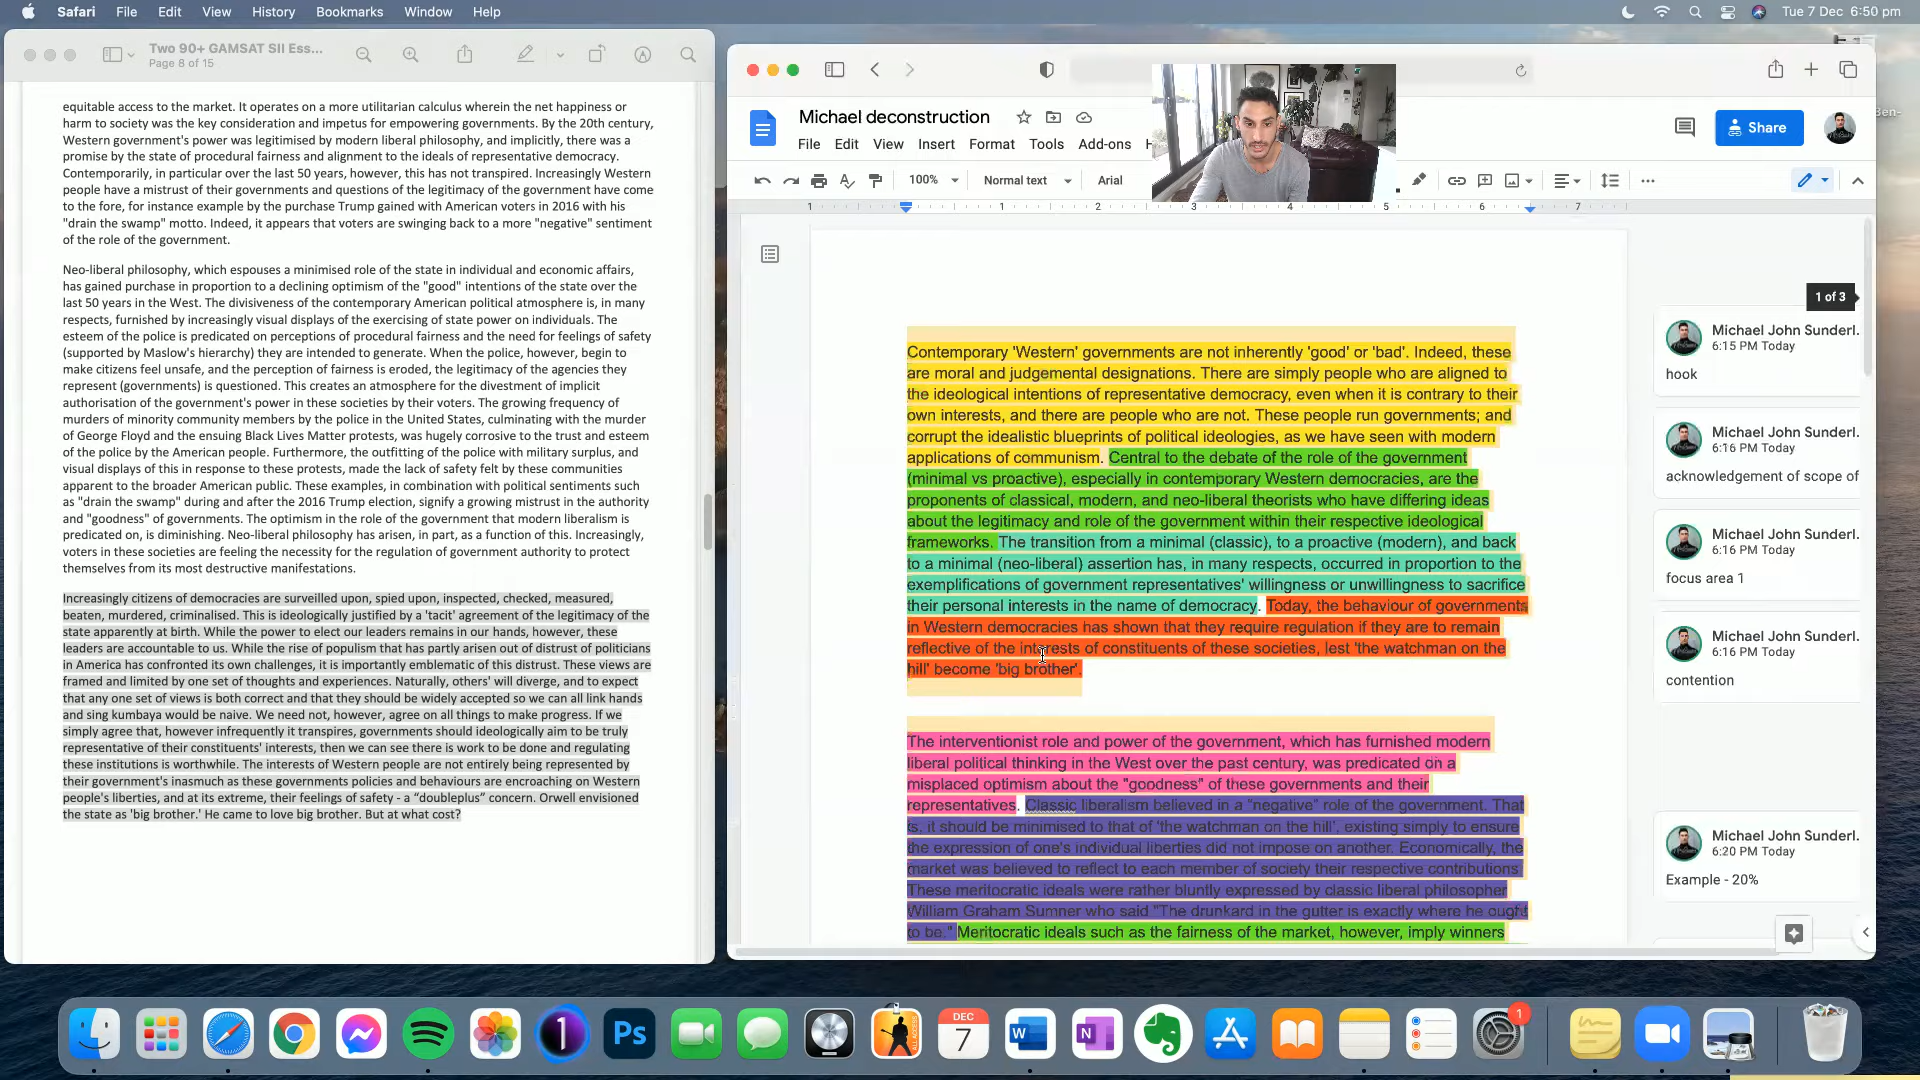 Safari File Edit View History Bookmarks Window Help
Tue 7 Dec 6:50 pm
Two 90+ GAMSAT SII Ess...
Page 8 of 15
equitable access to the market. It operates on a more utilitarian calculus wherein the net happiness or
harm to society was the key consideration and impetus for empowering governments. By the 20th century,
Western government's power was legitimised by modern liberal philosophy, and implicitly, there was a
promise by the state of procedural fairness and alignment to the ideals of representative democracy.
Contemporarily, in particular over the last 50 years, however, this has not transpired. Increasingly Western
people have a mistrust of their governments and questions of the legitimacy of the government have come
to the fore, for instance example by the purchase Trump gained with American voters in 2016 with his
"drain the swamp" motto. Indeed, it appears that voters are swinging back to a more "negative" sentiment
of the role of the government.
Neo-liberal philosophy, which espouses a minimised role of the state in individual and economic affairs,
has gained purchase in proportion to a declining optimism of the "good" intentions of the state over the
last 50 years in the West. The divisiveness of the contemporary American political atmosphere is, in many
respects, furnished by increasingly visual displays of the exercising of state power on individuals. The
esteem of the police is predicated on perceptions of procedural fairness and the need for feelings of safety
(supported by Maslow's hierarchy) they are intended to generate. When the police, however, begin to
make citizens feel unsafe, and the perception of fairness is eroded, the legitimacy of the agencies they
represent (governments) is questioned. This creates an atmosphere for the divestment of implicit
authorisation of the government's power in these societies by their voters. The growing frequency of
murders of minority community members by the police in the United States, culminating with the murder
of George Floyd and the ensuing Black Lives Matter protests, was hugely corrosive to the trust and esteem
of the police by the American people. Furthermore, the outfitting of the police with military surplus, and
visual displays of this in response to these protests, made the lack of safety felt by these communities
apparent to the broader American public. These examples, in combination with political sentiments such
as "drain the swamp" during and after the 2016 Trump election, signify a growing mistrust in the authority
and "goodness" of governments. The optimism in the role of the government that modern liberalism is
predicated on, is diminishing. Neo-liberal philosophy has arisen, in part, as a function of this. Increasingly,
voters in these societies are feeling the necessity for the regulation of government authority to protect
themselves from its most destructive manifestations.
Increasingly citizens of democracies are surveilled upon, spied upon, inspected, checked, measured,
beaten, murdered, criminalised. This is ideologically justified by a 'tacit' agreement of the legitimacy of the
state apparently at birth. While the power to elect our leaders remains in our hands, however, these
leaders are accountable to us. While the rise of populism that has partly arisen out of distrust of politicians
in America has confronted its own challenges, it is importantly emblematic of this distrust. These views are
framed and limited by one set of thoughts and experiences. Naturally, others' will diverge, and to expect
that any one set of views is both correct and that they should be widely accepted so we can all link hands
and sing kumbaya would be naive. We need not, however, agree on all things to make progress. If we
simply agree that, however infrequently it transpires, governments should ideologically aim to be truly
representative of their constituents' interests, then we can see there is work to be done and regulating
these institutions is worthwhile. The interests of Western people are not entirely being represented by
their government's inasmuch as these governments policies and behaviours are encroaching on Western
people's liberties, and at its extreme, their feelings of safety - a “doubleplus” concern. Orwell envisioned
the state as 'big brother.' He came to love big brother. But at what cost?
Michael deconstruction
File Edit View Insert Format Tools Add-ons H
Share
100% Normal text Arial
1 1 2 3 4 5 6 7
Contemporary 'Western' governments are not inherently 'good' or 'bad'. Indeed, these
are moral and judgemental designations. There are simply people who are aligned to
the ideological intentions of representative democracy, even when it is contrary to their
own interests, and there are people who are not. These people run governments; and
corrupt the idealistic blueprints of political ideologies, as we have seen with modern
applications of communism. Central to the debate of the role of the government
(minimal vs proactive), especially in contemporary Western democracies, are the
proponents of classical, modern, and neo-liberal theorists who have differing ideas
about the legitimacy and role of the government within their respective ideological
frameworks. The transition from a minimal (classic), to a proactive (modern), and back
to a minimal (neo-liberal) assertion has, in many respects, occurred in proportion to the
exemplifications of government representatives' willingness or unwillingness to sacrifice
their personal interests in the name of democracy. Today, the behaviour of governments
in Western democracies has shown that they require regulation if they are to remain
reflective of the interests of constituents of these societies, lest 'the watchman on the
hill' become 'big brother'.
The interventionist role and power of the government, which has furnished modern
liberal political thinking in the West over the past century, was predicated on a
misplaced optimism about the "goodness" of these governments and their
representatives. Classic liberalism believed in a "negative" role of the government. That
is, it should be minimised to that of 'the watchman on the hill', existing simply to ensure
the expression of one's individual liberties did not impose on another. Economically, the
market was believed to reflect to each member of society their respective contributions.
These meritocratic ideals were rather bluntly expressed by classic liberal philosopher
William Graham Sumner who said "The drunkard in the gutter is exactly where he ought
to be." Meritocratic ideals such as the fairness of the market, however, imply winners
1 of 3
Michael John Sunderl.
6:15 PM Today
hook
Michael John Sunderl.
6:16 PM Today
acknowledgement of scope of
Michael John Sunderl.
6:16 PM Today
focus area 1
Michael John Sunderl.
6:16 PM Today
contention
Michael John Sunderl.
6:20 PM Today
Example - 20%
Ben-
Ps
DEC
7
W
N
1